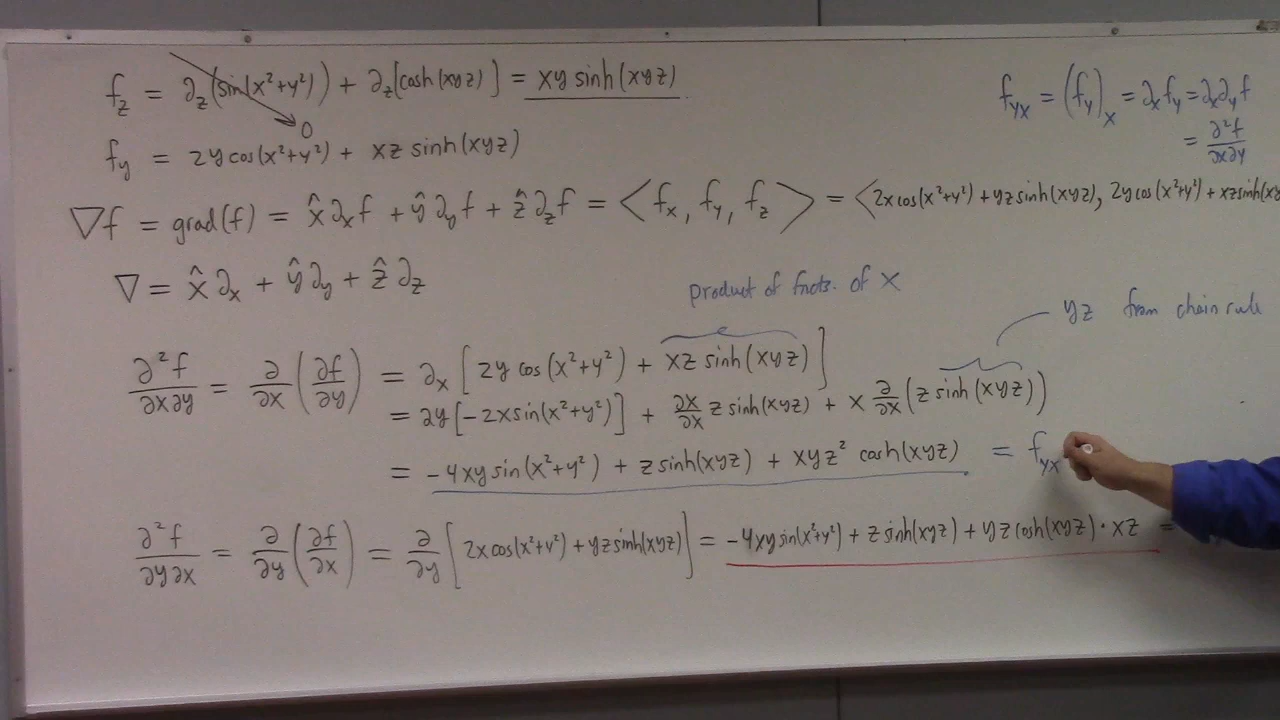 f_z = ∂_z(sin(x²+y²)) + ∂_z[cosh(xyz)] = xy sinh(xyz)
0
f_y = 2y cos(x²+y²) + xz sinh(xyz)
f_yx = (f_y)_x = ∂_x f_y = ∂_x ∂_y f
= ∂²f/∂x∂y
∇f = grad(f) = x̂ ∂_x f + ŷ ∂_y f + ẑ ∂_z f = ⟨f_x, f_y, f_z⟩ = ⟨2x cos(x²+y²) + yz sinh(xyz), 2y cos(x²+y²) + xz sinh(xy
∇ = x̂ ∂_x + ŷ ∂_y + ẑ ∂_z
product of fncts. of x
yz from chain rule
∂²f/∂x∂y = ∂/∂x (∂f/∂y) = ∂_x [2y cos(x²+y²) + xz sinh(xyz)]
= 2y[-2x sin(x²+y²)] + ∂x/∂x z sinh(xyz) + x ∂/∂x (z sinh(xyz))
= -4xy sin(x²+y²) + z sinh(xyz) + xyz² cosh(xyz) = f_yx
∂²f/∂y∂x = ∂/∂y (∂f/∂x) = ∂/∂y [2x cos(x²+y²) + yz sinh(xyz)] = -4xy sin(x²+y²) + z sinh(xyz) + yz cosh(xyz) · xz =